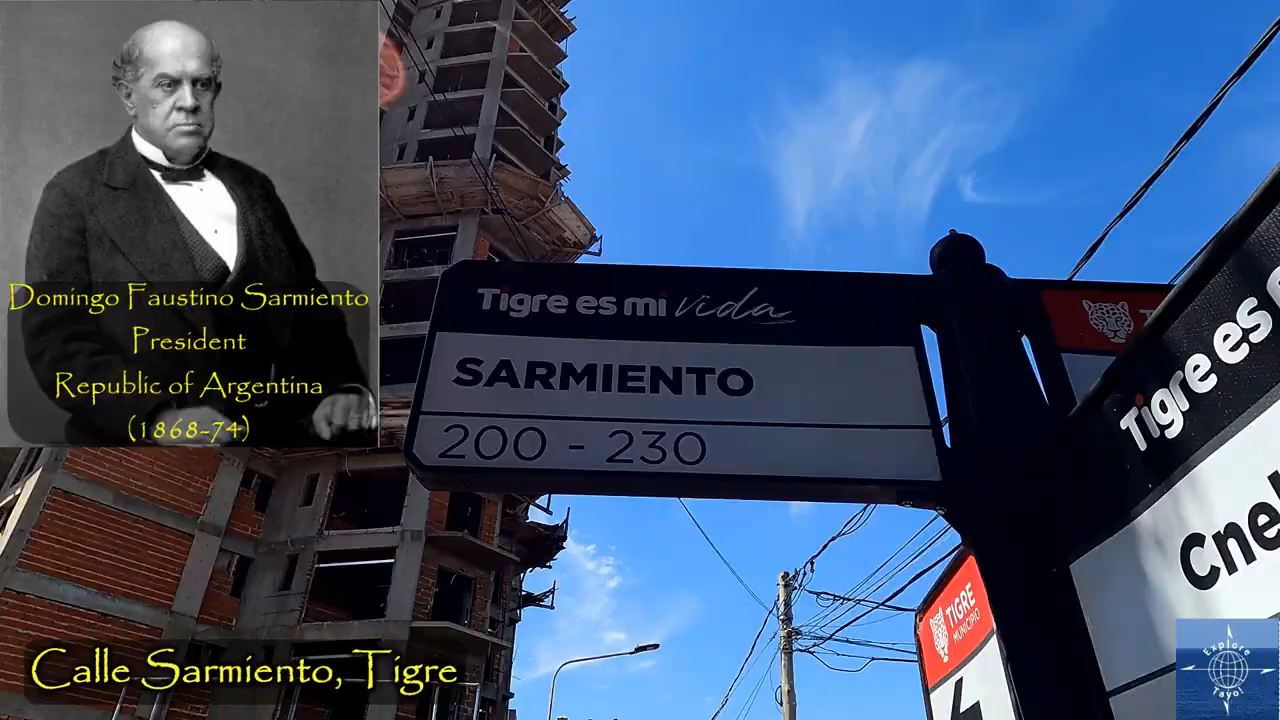 Domingo Faustino Sarmiento
President
Republic of Argentina
(1868-74)
Tigre es mi vida
SARMIENTO
200 - 230
Tigre es
Cnel
TIGRE
MUNICIPIO
Calle Sarmiento, Tigre
Explore
Tayo!